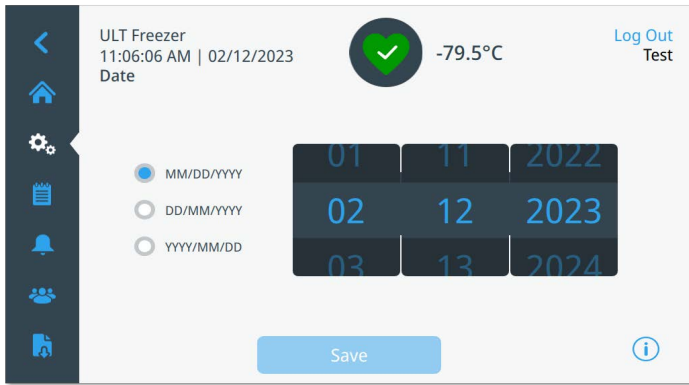 ULT Freezer
11:06:06 AM | 02/12/2023
Date
-79.5°C
Log Out
Test
MM/DD/YYYY
DD/MM/YYYY
YYYY/MM/DD
01 11 2022
02 12 2023
03 13 2024
Save
i